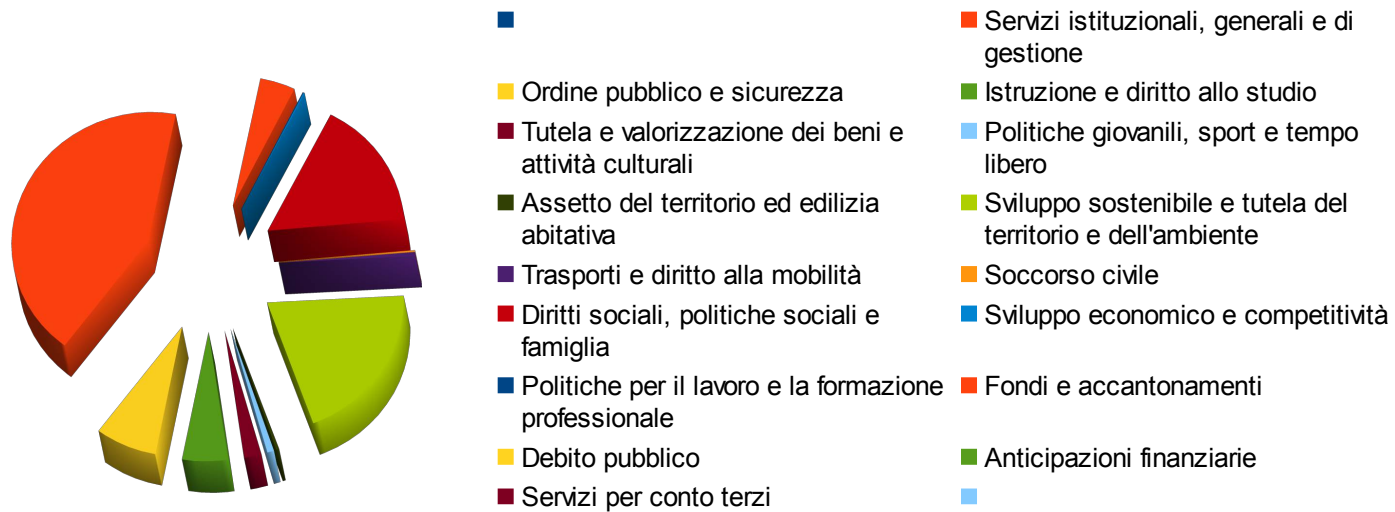 Servizi istituzionali, generali e di
gestione
Ordine pubblico e sicurezza
Istruzione e diritto allo studio
Tutela e valorizzazione dei beni e
attività culturali
Politiche giovanili, sport e tempo
libero
Assetto del territorio ed edilizia
abitativa
Sviluppo sostenibile e tutela del
territorio e dell'ambiente
Trasporti e diritto alla mobilità
Soccorso civile
Diritti sociali, politiche sociali e
famiglia
Sviluppo economico e competitività
Politiche per il lavoro e la formazione
professionale
Fondi e accantonamenti
Debito pubblico
Anticipazioni finanziarie
Servizi per conto terzi